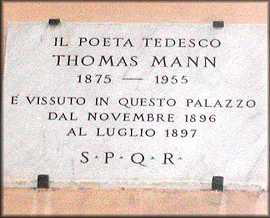 IL POETA TEDESCO
THOMAS MANN
1875 — 1955
E' VISSUTO IN QUESTO PALAZZO
DAL NOVEMBRE 1896
AL LUGLIO 1897
S·P·Q·R·